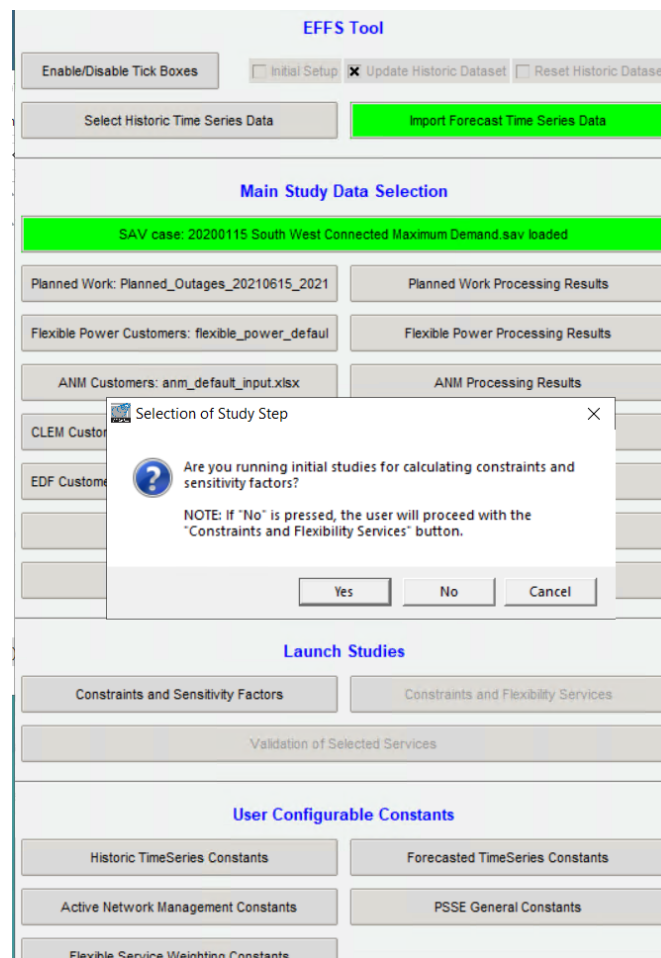 EFFS Tool
Enable/Disable Tick Boxes
Initial Setup
Update Historic Dataset
Reset Historic Datase
Select Historic Time Series Data
Import Forecast Time Series Data
Main Study Data Selection
SAV case: 20200115 South West Connected Maximum Demand.sav loaded
Planned Work: Planned_Outages_20210615_2021
Planned Work Processing Results
Flexible Power Customers: flexible_power_defaul
Flexible Power Processing Results
ANM Customers: anm_default_input.xlsx
ANM Processing Results
CLEM Custor
EDF Custome
Selection of Study Step
Are you running initial studies for calculating constraints and
sensitivity factors?
NOTE: If "No" is pressed, the user will proceed with the
"Constraints and Flexibility Services" button.
Yes
No
Cancel
Launch Studies
Constraints and Sensitivity Factors
Constraints and Flexibility Services
Validation of Selected Services
User Configurable Constants
Historic TimeSeries Constants
Forecasted TimeSeries Constants
Active Network Management Constants
PSSE General Constants
Flexible Service Weighting Constants